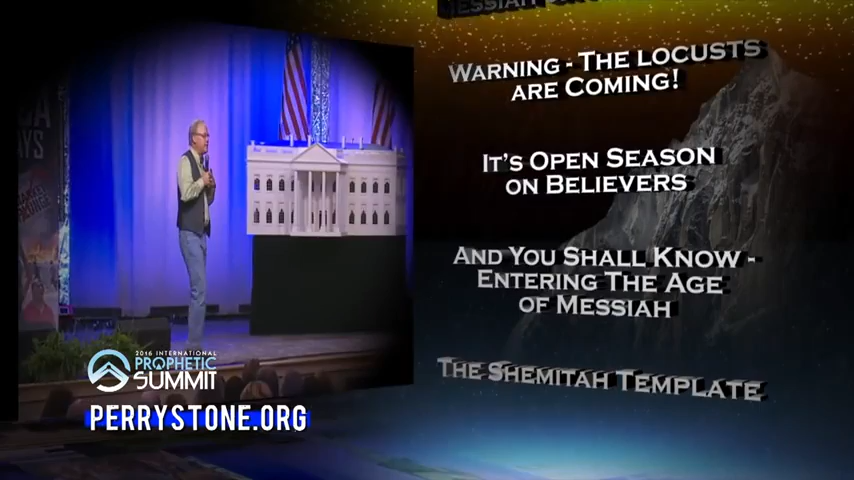 WARNING - THE LOCUSTS
ARE COMING!
IT'S OPEN SEASON
ON BELIEVERS
AND YOU SHALL KNOW -
ENTERING THE AGE
OF MESSIAH
THE SHEMITAH TEMPLATE
2016 INTERNATIONAL
PROPHETIC
SUMMIT
PERRYSTONE.ORG